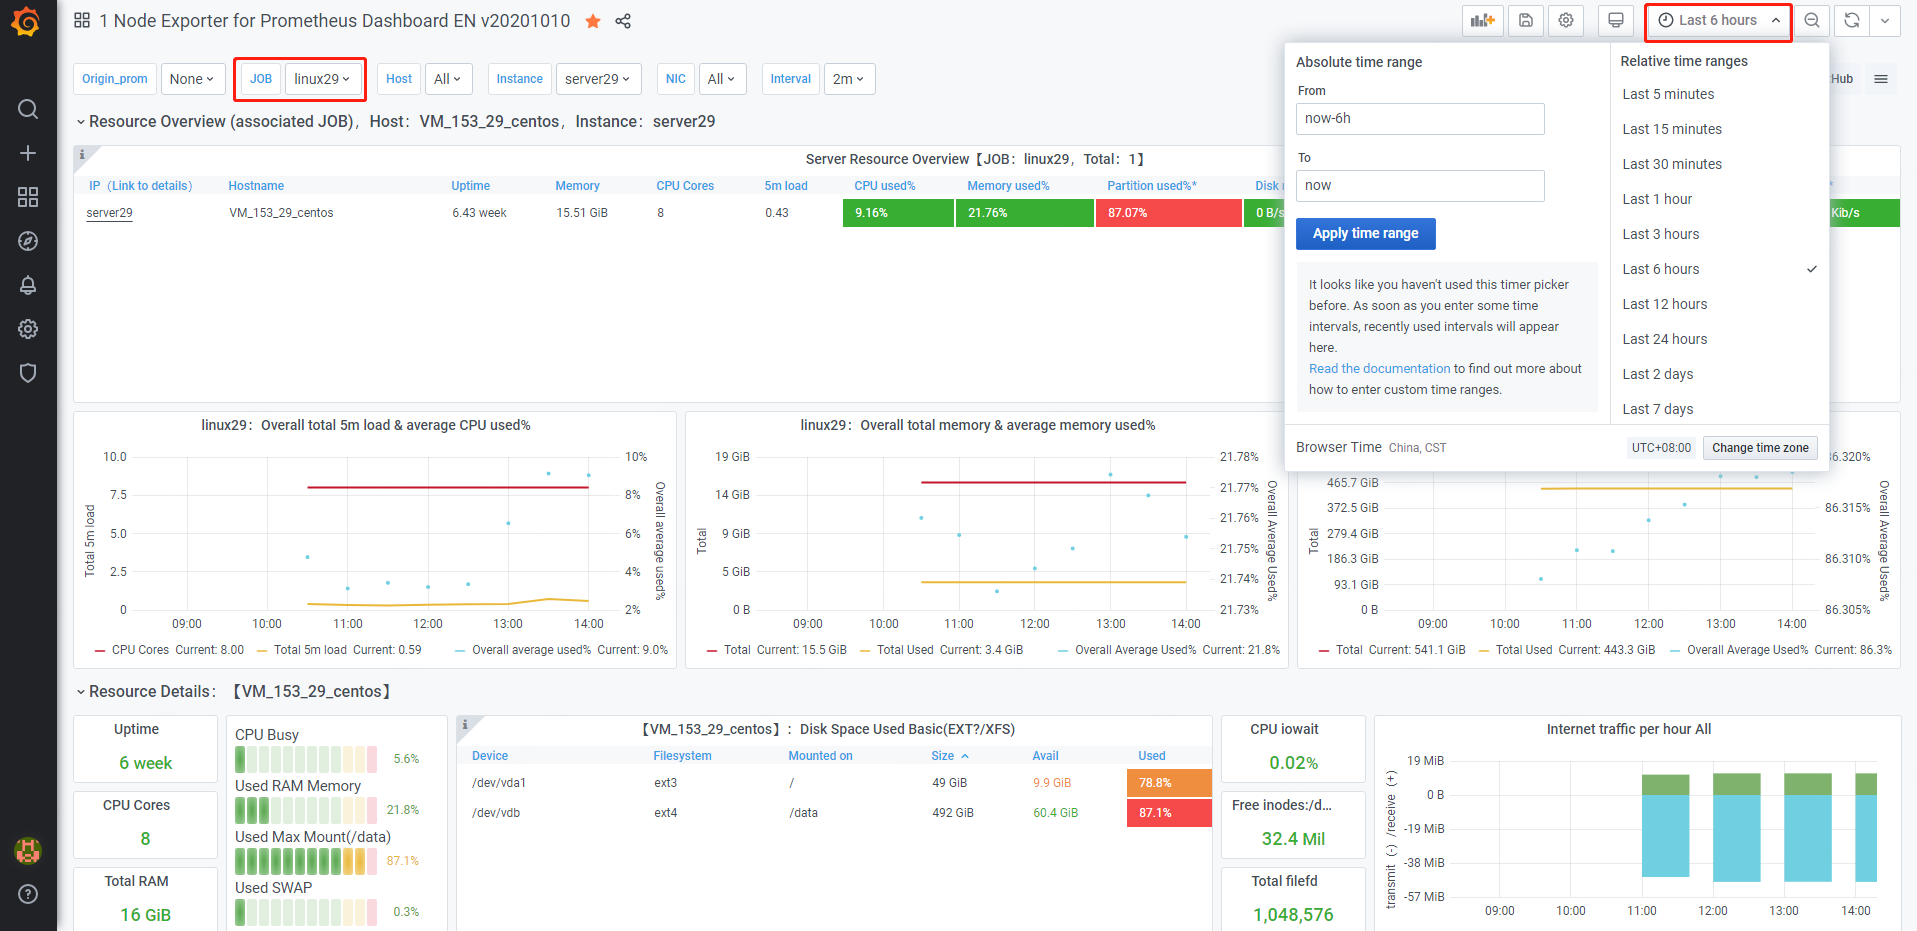 1 Node Exporter for Prometheus Dashboard EN v20201010
Last 6 hours
Origin_prom None JOB linux29 Host All Instance server29 NIC All Interval 2m
Hub
Resource Overview (associated JOB)，Host：VM_153_29_centos，Instance：server29
Server Resource Overview【JOB：linux29，Total：1】
IP（Link to details） Hostname Uptime Memory CPU Cores 5m load CPU used% Memory used% Partition used%* Disk
server29 VM_153_29_centos 6.43 week 15.51 GiB 8 0.43 9.16% 21.76% 87.07% 0 B/s Kib/s
Absolute time range
From
now-6h
To
now
Apply time range
It looks like you haven't used this timer picker
before. As soon as you enter some time
intervals, recently used intervals will appear
here.
Read the documentation to find out more about
how to enter custom time ranges.
Relative time ranges
Last 5 minutes
Last 15 minutes
Last 30 minutes
Last 1 hour
Last 3 hours
Last 6 hours
Last 12 hours
Last 24 hours
Last 2 days
Last 7 days
Browser Time China, CST UTC+08:00 Change time zone
linux29：Overall total 5m load & average CPU used%
10.0
7.5
5.0
2.5
0
Total 5m load
10%
8%
6%
4%
2%
Overall average used%
09:00 10:00 11:00 12:00 13:00 14:00
CPU Cores Current: 8.00 Total 5m load Current: 0.59 Overall average used% Current: 9.0%
linux29：Overall total memory & average memory used%
19 GiB
14 GiB
9 GiB
5 GiB
0 B
Total
21.78%
21.77%
21.76%
21.75%
21.74%
21.73%
Overall Average Used%
09:00 10:00 11:00 12:00 13:00 14:00
Total Current: 15.5 GiB Total Used Current: 3.4 GiB Overall Average Used% Current: 21.8%
465.7 GiB
372.5 GiB
279.4 GiB
186.3 GiB
93.1 GiB
0 B
Total
36.320%
86.315%
86.310%
86.305%
Overall Average Used%
09:00 10:00 11:00 12:00 13:00 14:00
Total Current: 541.1 GiB Total Used Current: 443.3 GiB Overall Average Used% Current: 86.3%
Resource Details：【VM_153_29_centos】
Uptime
6 week
CPU Cores
8
Total RAM
16 GiB
CPU Busy
5.6%
Used RAM Memory
21.8%
Used Max Mount(/data)
87.1%
Used SWAP
0.3%
【VM_153_29_centos】：Disk Space Used Basic(EXT?/XFS)
Device Filesystem Mounted on Size Avail Used
/dev/vda1 ext3 / 49 GiB 9.9 GiB 78.8%
/dev/vdb ext4 /data 492 GiB 60.4 GiB 87.1%
CPU iowait
0.02%
Free inodes:/d...
32.4 Mil
Total filefd
1,048,576
Internet traffic per hour All
19 MiB
0 B
-19 MiB
-38 MiB
-57 MiB
transmit (-) /receive (+)
09:00 10:00 11:00 12:00 13:00 14:00